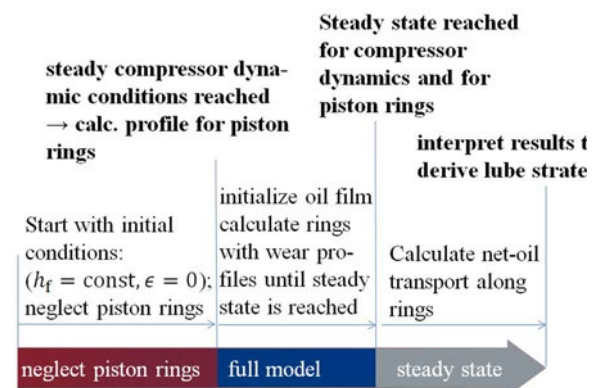 Steady state reached
for compressor
dynamics and for
piston rings
steady compressor dyna-
mic conditions reached
→ calc. profile for piston
rings
interpret results t
derive lube strate
Start with initial
conditions:
(h_f = const, ϵ = 0);
neglect piston rings
initialize oil film
calculate rings
with wear pro-
files until steady
state is reached
Calculate net-oil
transport along
rings
neglect piston rings
full model
steady state